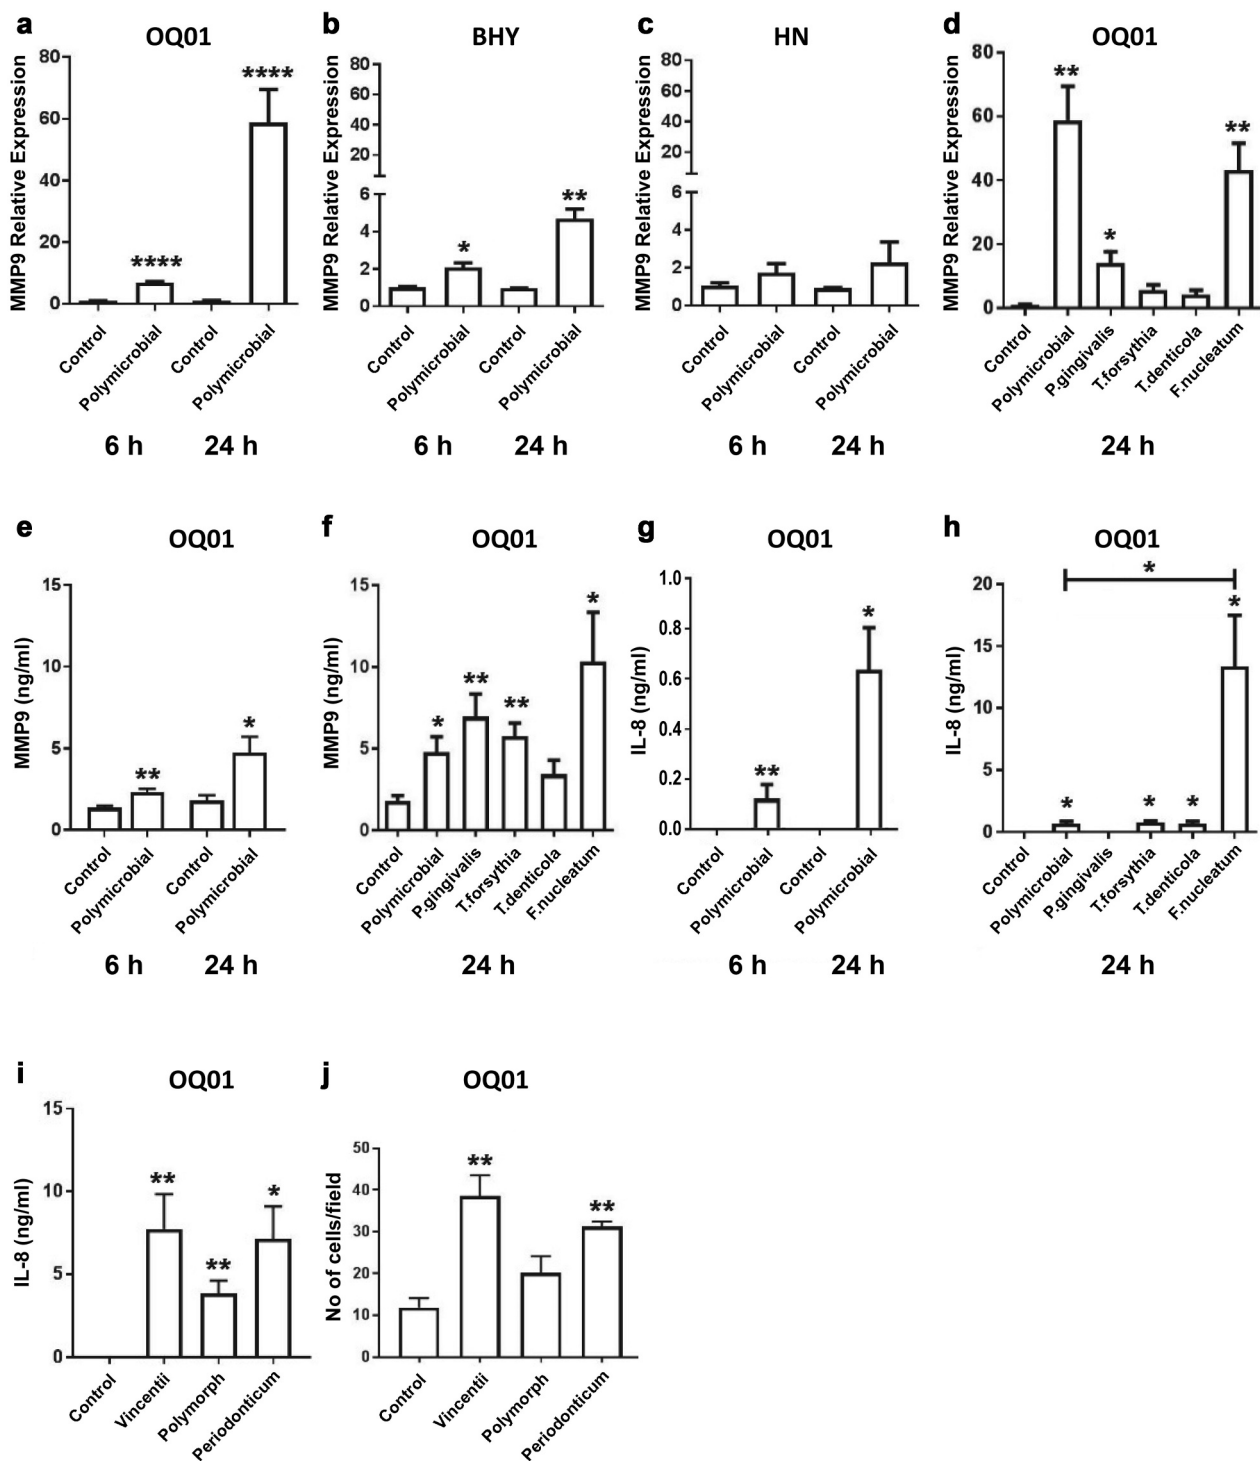 a
OQ01
MMP9 Relative Expression
80
60
40
20
0
****
****
Control
Polymicrobial
Control
Polymicrobial
6 h
24 h
b
BHY
MMP9 Relative Expression
80
60
40
20
6
4
2
0
*
**
Control
Polymicrobial
Control
Polymicrobial
6 h
24 h
c
HN
MMP9 Relative Expression
80
60
40
20
6
4
2
0
Control
Polymicrobial
Control
Polymicrobial
6 h
24 h
d
OQ01
MMP9 Relative Expression
80
60
40
20
0
**
*
**
Control
Polymicrobial
P.gingivalis
T.forsythia
T.denticola
F.nucleatum
24 h
e
OQ01
MMP9 (ng/ml)
15
10
5
0
**
*
Control
Polymicrobial
Control
Polymicrobial
6 h
24 h
f
OQ01
MMP9 (ng/ml)
15
10
5
0
*
**
**
*
Control
Polymicrobial
P.gingivalis
T.forsythia
T.denticola
F.nucleatum
24 h
g
OQ01
IL-8 (ng/ml)
1.0
0.8
0.6
0.4
0.2
0.0
**
*
Control
Polymicrobial
Control
Polymicrobial
6 h
24 h
h
OQ01
IL-8 (ng/ml)
20
15
10
5
0
*
*
*
*
*
Control
Polymicrobial
P.gingivalis
T.forsythia
T.denticola
F.nucleatum
24 h
i
OQ01
IL-8 (ng/ml)
15
10
5
0
**
**
*
Control
Vincentii
Polymorph
Periodonticum
j
OQ01
No of cells/field
50
40
30
20
10
0
**
**
Control
Vincentii
Polymorph
Periodonticum